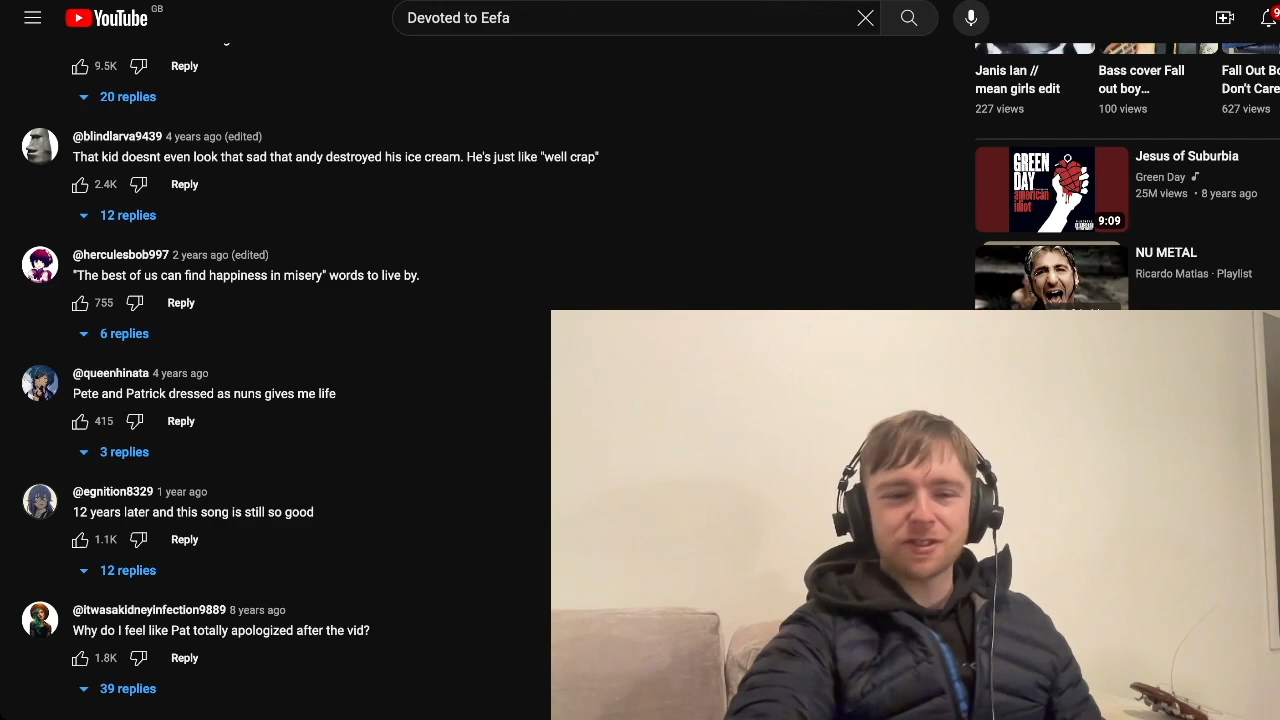 YouTube GB
Devoted to Eefa
9
9.5K Reply
20 replies
@blindlarva9439 4 years ago (edited)
That kid doesnt even look that sad that andy destroyed his ice cream. He's just like "well crap"
2.4K Reply
12 replies
@herculesbob997 2 years ago (edited)
"The best of us can find happiness in misery" words to live by.
755 Reply
6 replies
@queenhinata 4 years ago
Pete and Patrick dressed as nuns gives me life
415 Reply
3 replies
@egnition8329 1 year ago
12 years later and this song is still so good
1.1K Reply
12 replies
@itwasakidneyinfection9889 8 years ago
Why do I feel like Pat totally apologized after the vid?
1.8K Reply
39 replies
Janis Ian //
mean girls edit
227 views
Bass cover Fall
out boy…
100 views
Fall Out Bo
Don't Care
627 views
GREEN
DAY
american
idiot
9:09
Jesus of Suburbia
Green Day
25M views • 8 years ago
NU METAL
Ricardo Matias · Playlist